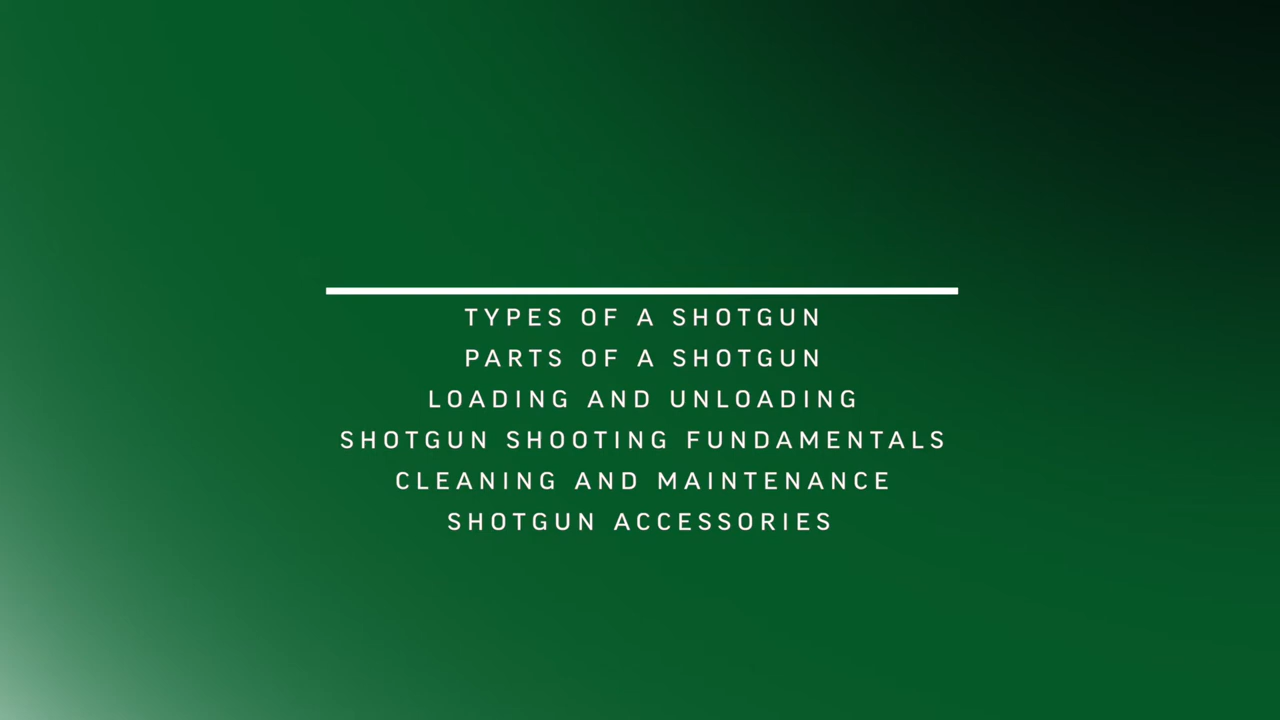 TYPES OF A SHOTGUN
PARTS OF A SHOTGUN
LOADING AND UNLOADING
SHOTGUN SHOOTING FUNDAMENTALS
CLEANING AND MAINTENANCE
SHOTGUN ACCESSORIES